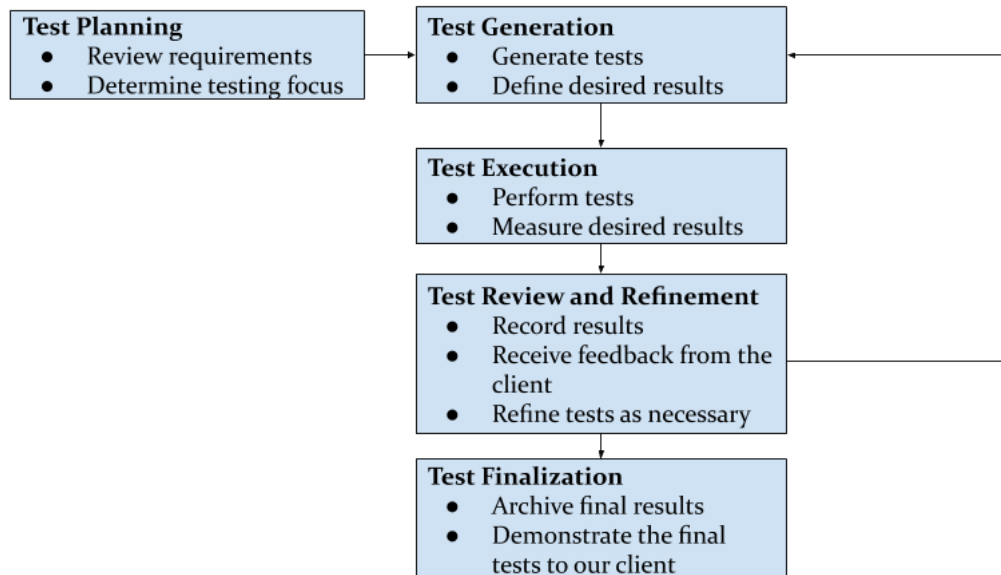 Test Planning
● Review requirements
● Determine testing focus
Test Generation
● Generate tests
● Define desired results
Test Execution
● Perform tests
● Measure desired results
Test Review and Refinement
● Record results
● Receive feedback from the
client
● Refine tests as necessary
Test Finalization
● Archive final results
● Demonstrate the final
tests to our client